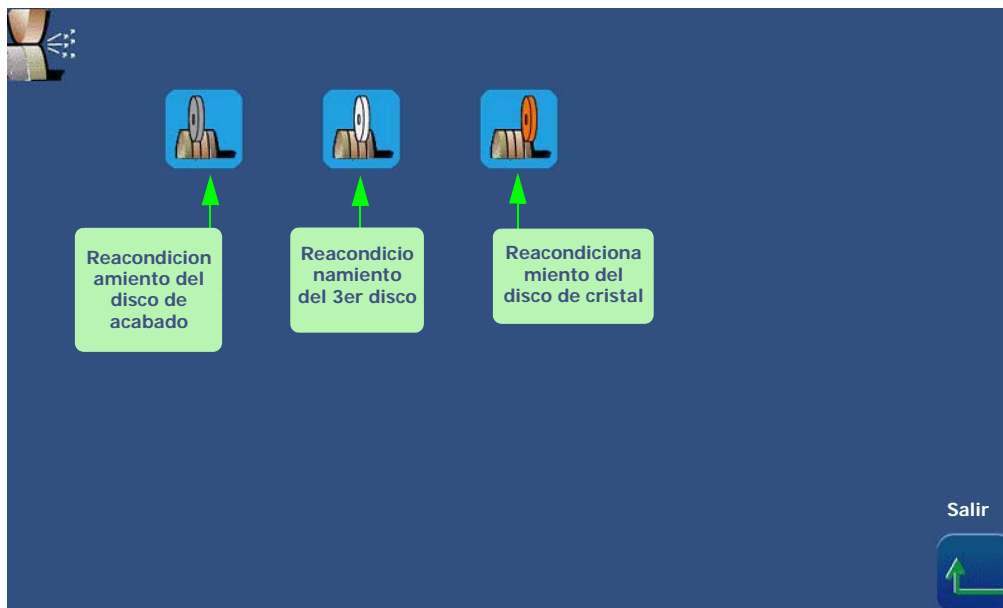 Reacondicion
amiento del
disco de
acabado
Reacondicio
namiento
del 3er disco
Reacondiciona
miento del
disco de cristal
Salir